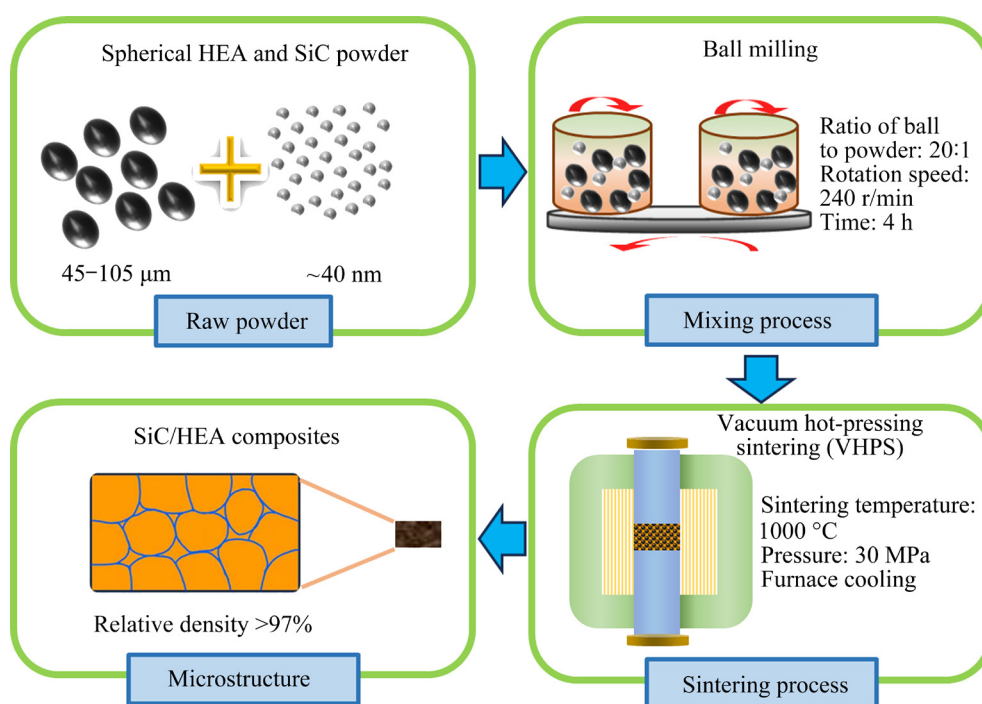 Spherical HEA and SiC powder
45−105 μm
~40 nm
Raw powder
Ball milling
Ratio of ball
to powder: 20∶1
Rotation speed:
240 r/min
Time: 4 h
Mixing process
Vacuum hot-pressing
sintering (VHPS)
Sintering temperature:
1000 °C
Pressure: 30 MPa
Furnace cooling
Sintering process
SiC/HEA composites
Relative density >97%
Microstructure